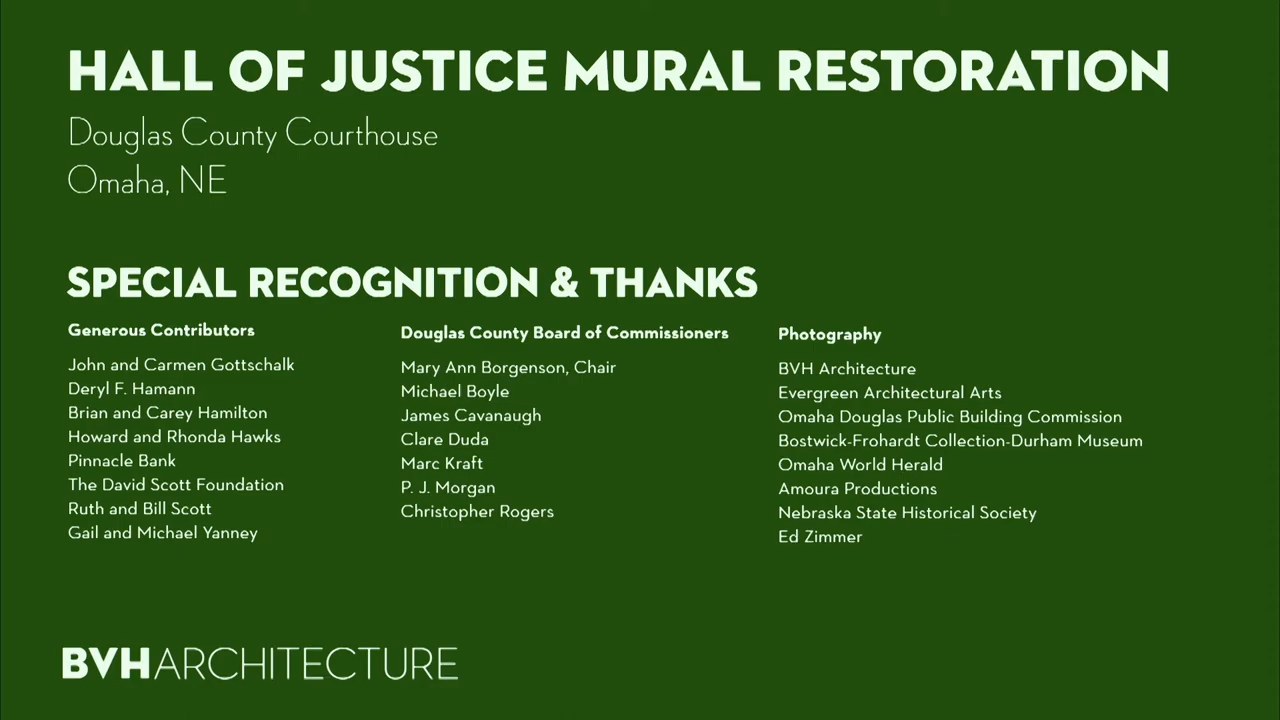 HALL OF JUSTICE MURAL RESTORATION
Douglas County Courthouse
Omaha, NE
SPECIAL RECOGNITION & THANKS
Generous Contributors
John and Carmen Gottschalk
Deryl F. Hamann
Brian and Carey Hamilton
Howard and Rhonda Hawks
Pinnacle Bank
The David Scott Foundation
Ruth and Bill Scott
Gail and Michael Yanney
Douglas County Board of Commissioners
Mary Ann Borgenson, Chair
Michael Boyle
James Cavanaugh
Clare Duda
Marc Kraft
P. J. Morgan
Christopher Rogers
Photography
BVH Architecture
Evergreen Architectural Arts
Omaha Douglas Public Building Commission
Bostwick-Frohardt Collection-Durham Museum
Omaha World Herald
Amoura Productions
Nebraska State Historical Society
Ed Zimmer
BVHARCHITECTURE